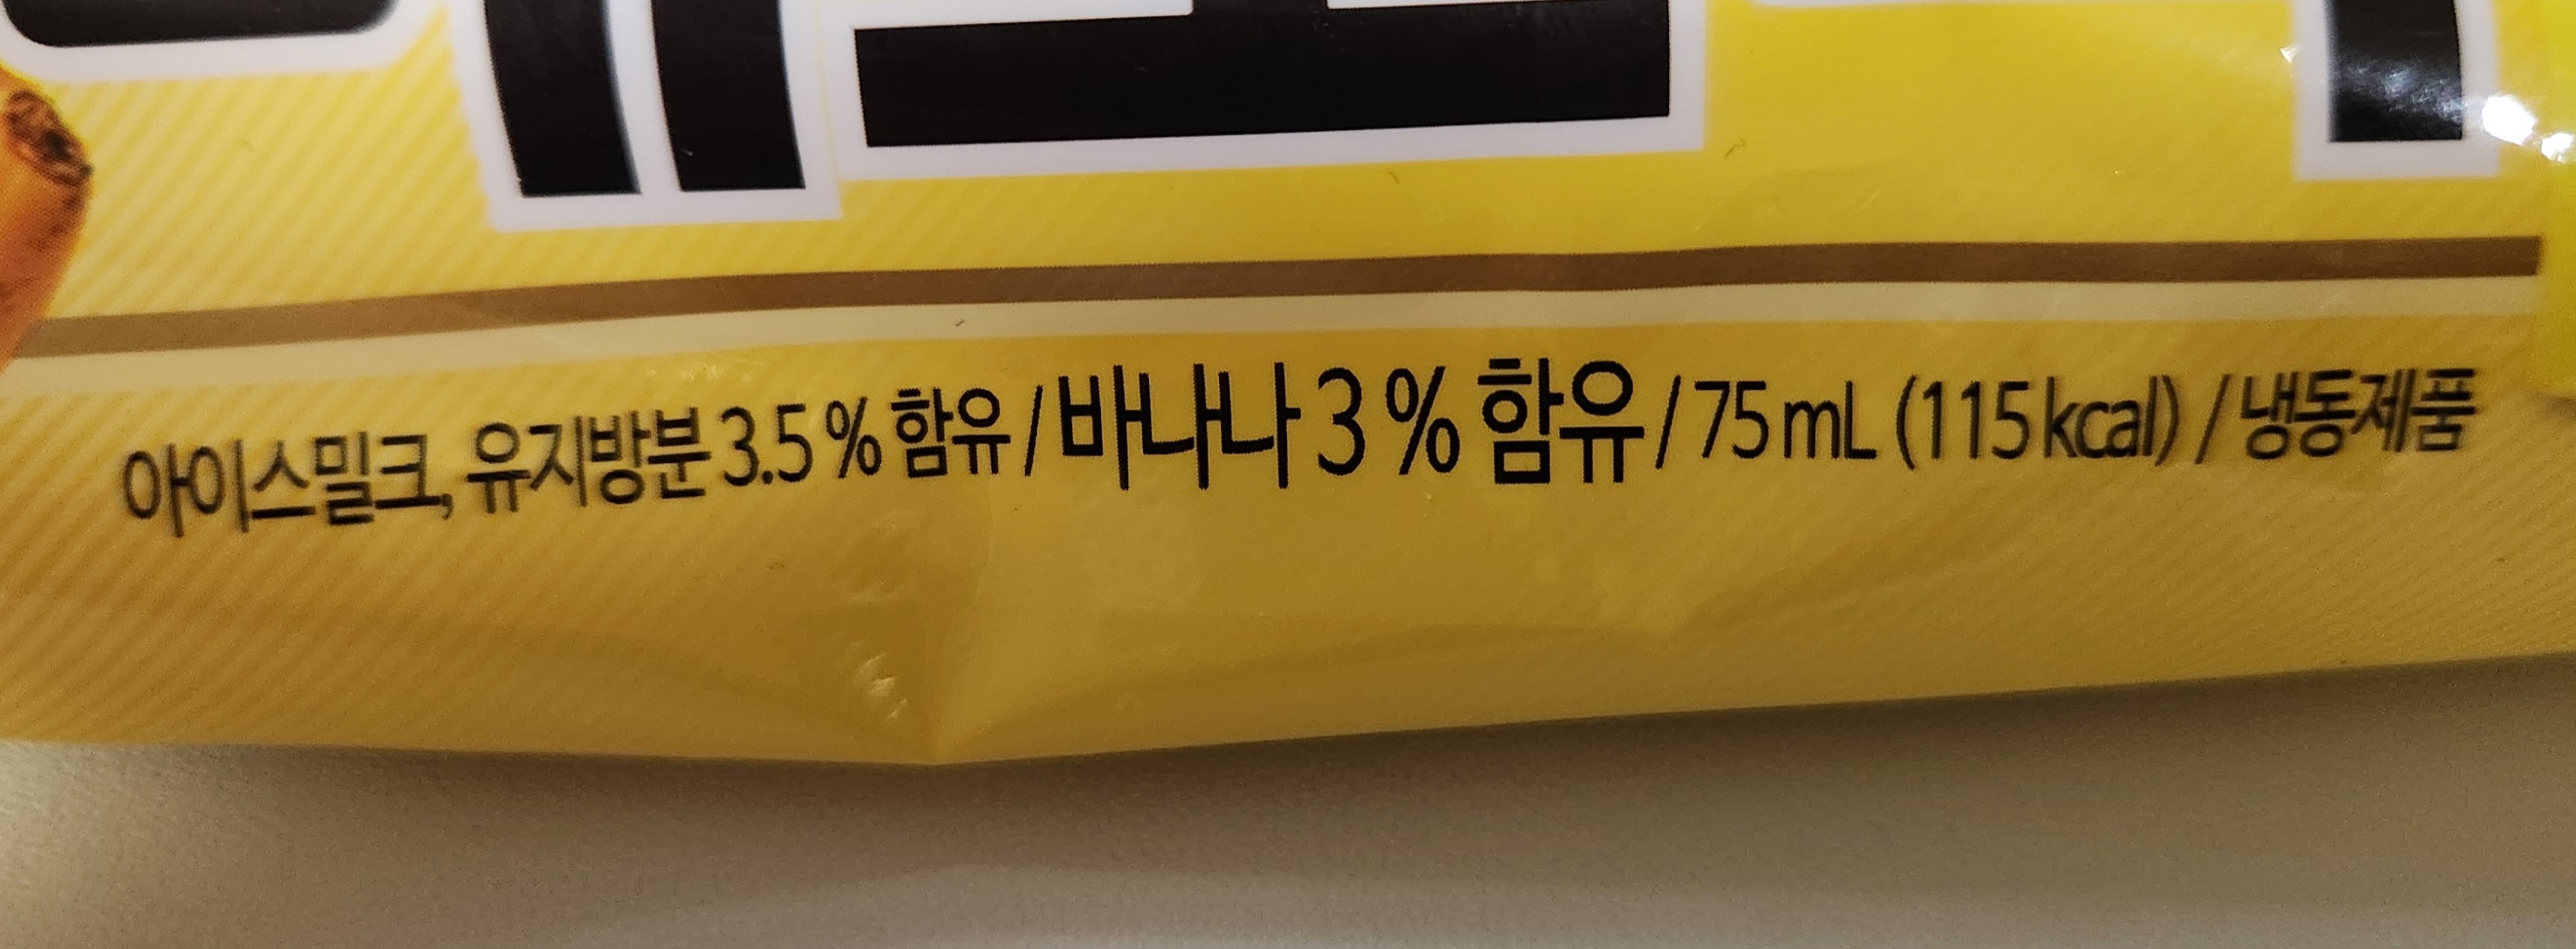 아이스밀크, 유지방분 3.5 % 함유 / 바나나 3 % 함유 / 75 mL (115 kcal) / 냉동제품